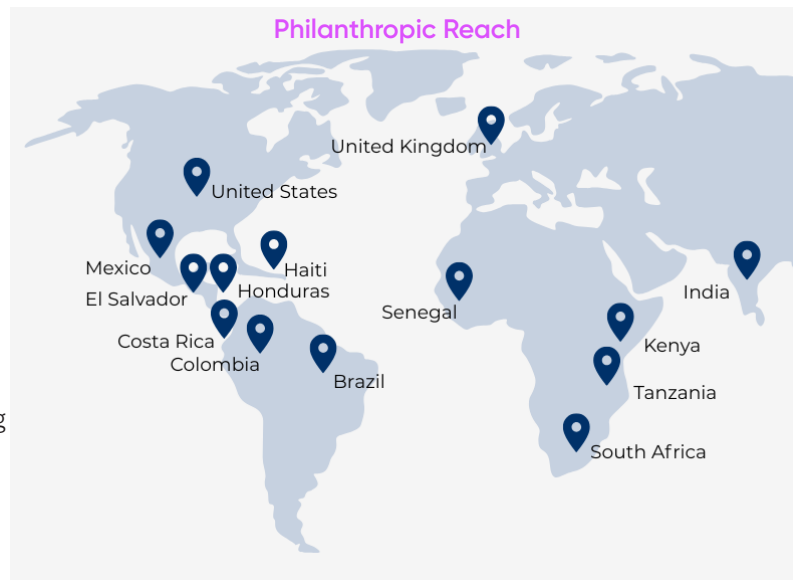 Philanthropic Reach
United Kingdom
United States
Mexico
Haiti
El Salvador
Honduras
Senegal
India
Costa Rica
Colombia
Kenya
Brazil
Tanzania
g
South Africa